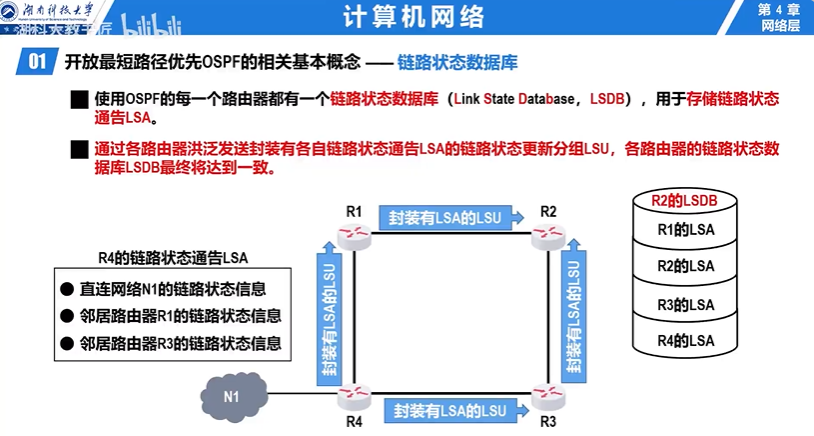 湖南科技大学
湖科大教书匠 bilibili
计算机网络
第 4 章
网络层
01 开放最短路径优先OSPF的相关基本概念 —— 链路状态数据库
使用OSPF的每一个路由器都有一个链路状态数据库（Link State Database，LSDB），用于存储链路状态
通告LSA。
通过各路由器洪泛发送封装有各自链路状态通告LSA的链路状态更新分组LSU，各路由器的链路状态数
据库LSDB最终将达到一致。
R4的链路状态通告LSA
● 直连网络N1的链路状态信息
● 邻居路由器R1的链路状态信息
● 邻居路由器R3的链路状态信息
N1
R1
封装有LSA的LSU
R2
封装有LSA的LSU
封装有LSA的LSU
R4
封装有LSA的LSU
R3
R2的LSDB
R1的LSA
R2的LSA
R3的LSA
R4的LSA